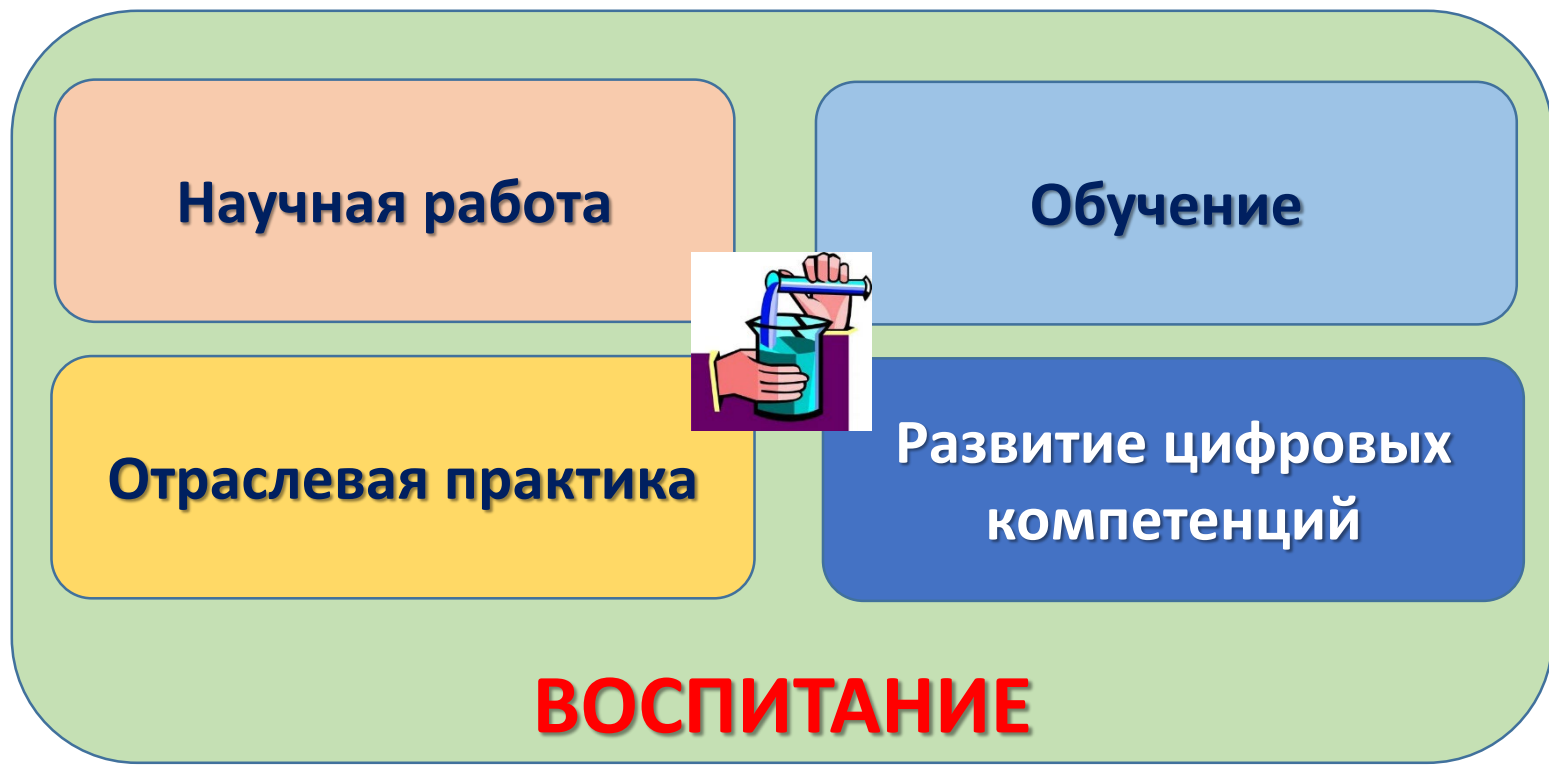 Научная работа
Обучение
Отраслевая практика
Развитие цифровых
компетенций
ВОСПИТАНИЕ